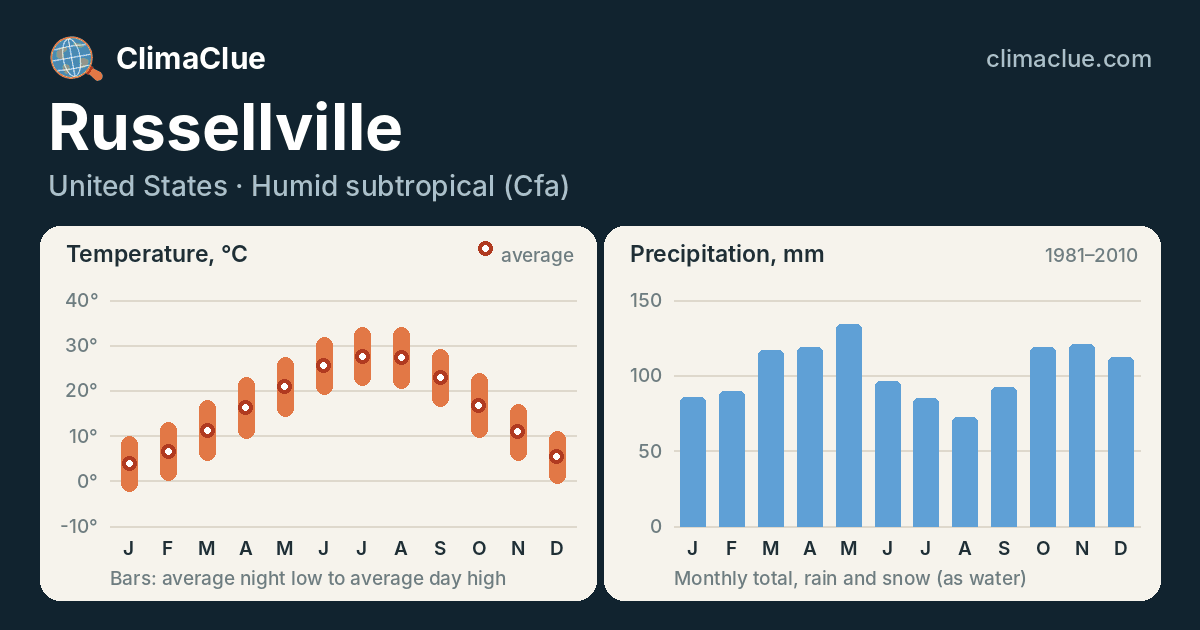 ClimaClue
climaclue.com
Russellville
United States · Humid subtropical (Cfa)
Temperature, °C
average
40°
30°
20°
10°
0°
-10°
J F M A M J J A S O N D
Bars: average night low to average day high
Precipitation, mm
1981–2010
150
100
50
0
J F M A M J J A S O N D
Monthly total, rain and snow (as water)